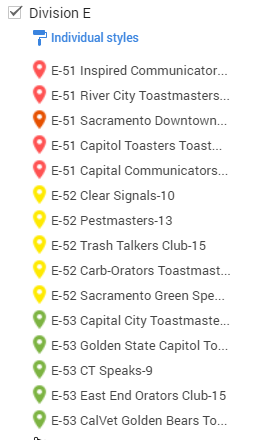 Division E
Individual styles
E-51 Inspired Communicator...
E-51 River City Toastmasters...
E-51 Sacramento Downtown...
E-51 Capitol Toasters Toast...
E-51 Capital Communicators...
E-52 Clear Signals-10
E-52 Pestmasters-13
E-52 Trash Talkers Club-15
E-52 Carb-Orators Toastmast...
E-52 Sacramento Green Spe...
E-53 Capital City Toastmaste...
E-53 Golden State Capitol To...
E-53 CT Speaks-9
E-53 East End Orators Club-15
E-53 CalVet Golden Bears To...